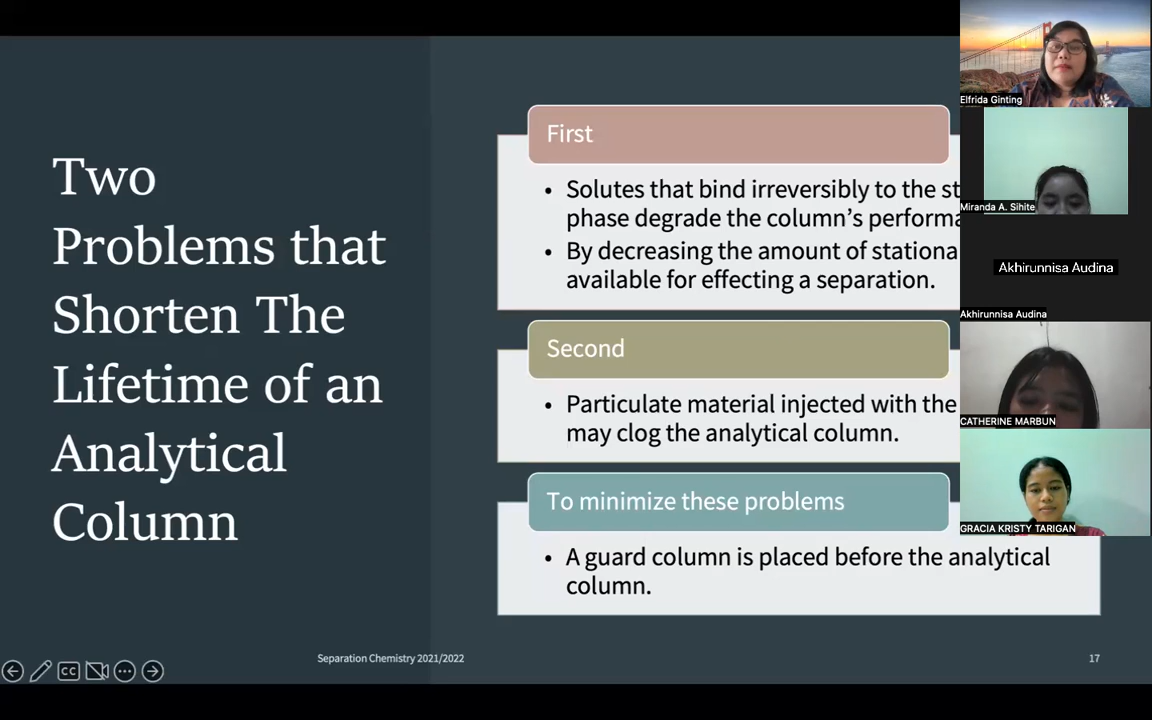 Two
Problems that
Shorten The
Lifetime of an
Analytical
Column
First
• Solutes that bind irreversibly to the
phase degrade the column's
• By decreasing the amount of
available for effecting a separation.
Second
• Particulate material injected with the
may clog the analytical column.
To minimize these problems
• A guard column is placed before the analytical
column.
Separation Chemistry 2021/2022
17
CC
Elfrida Ginting
Miranda A. Sihite
Akhirunnisa Audina
Akhirunnisa Audina
CATHERINE MARBUN
GRACIA KRISTY TARIGAN